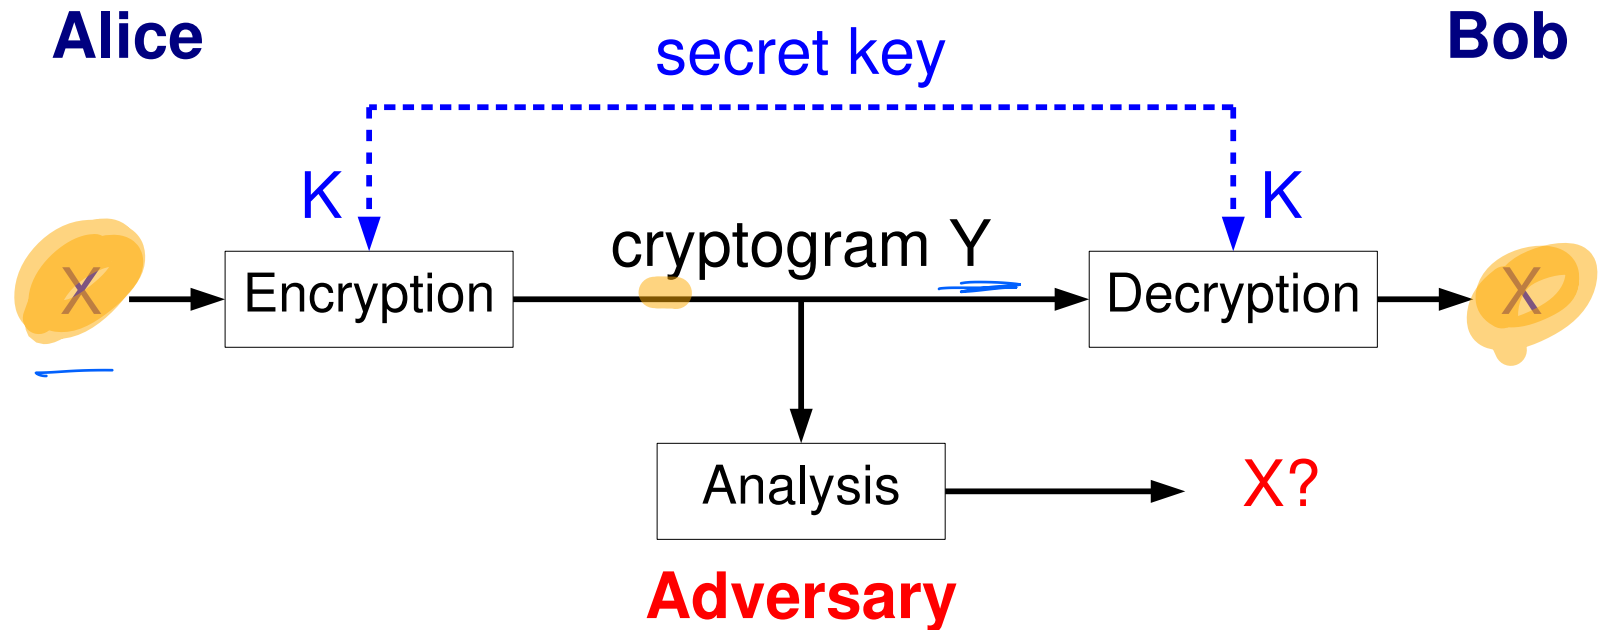 Alice
Bob
secret key
K
K
cryptogram Y
X
Encryption
Decryption
X
Analysis
X?
Adversary